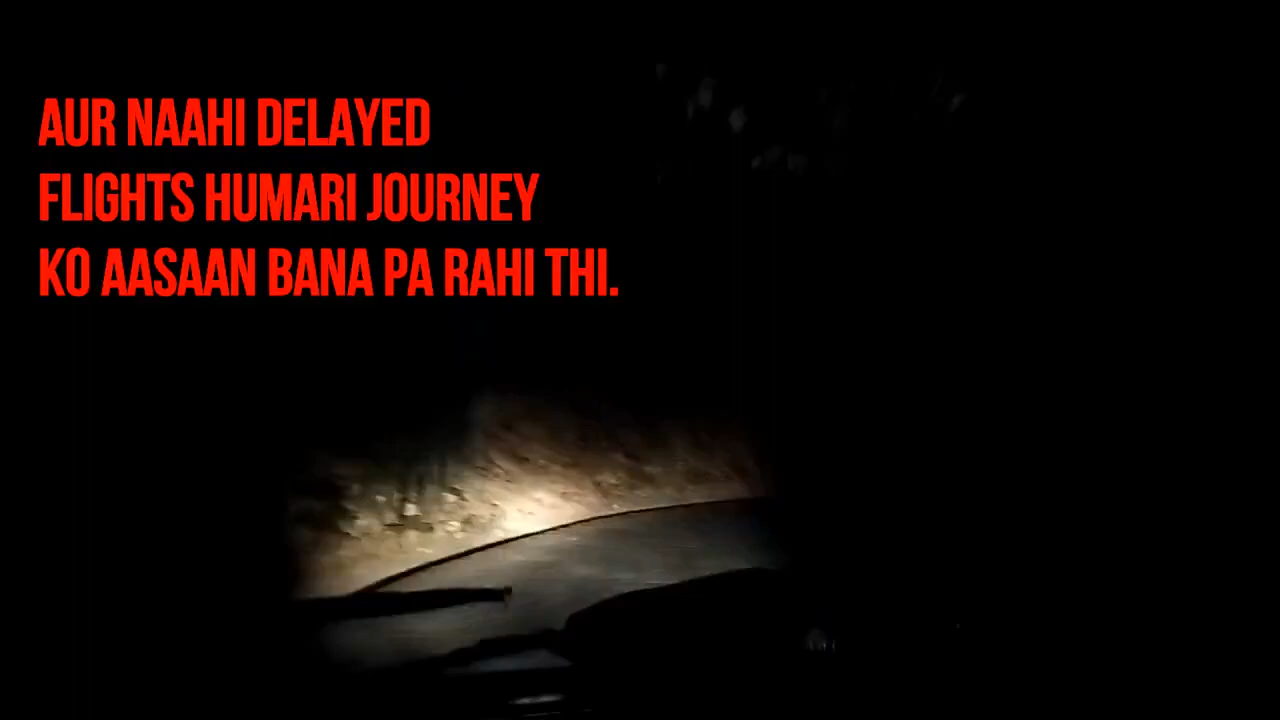 AUR NAAHI DELAYED
FLIGHTS HUMARI JOURNEY
KO AASAAN BANA PA RAHI THI.